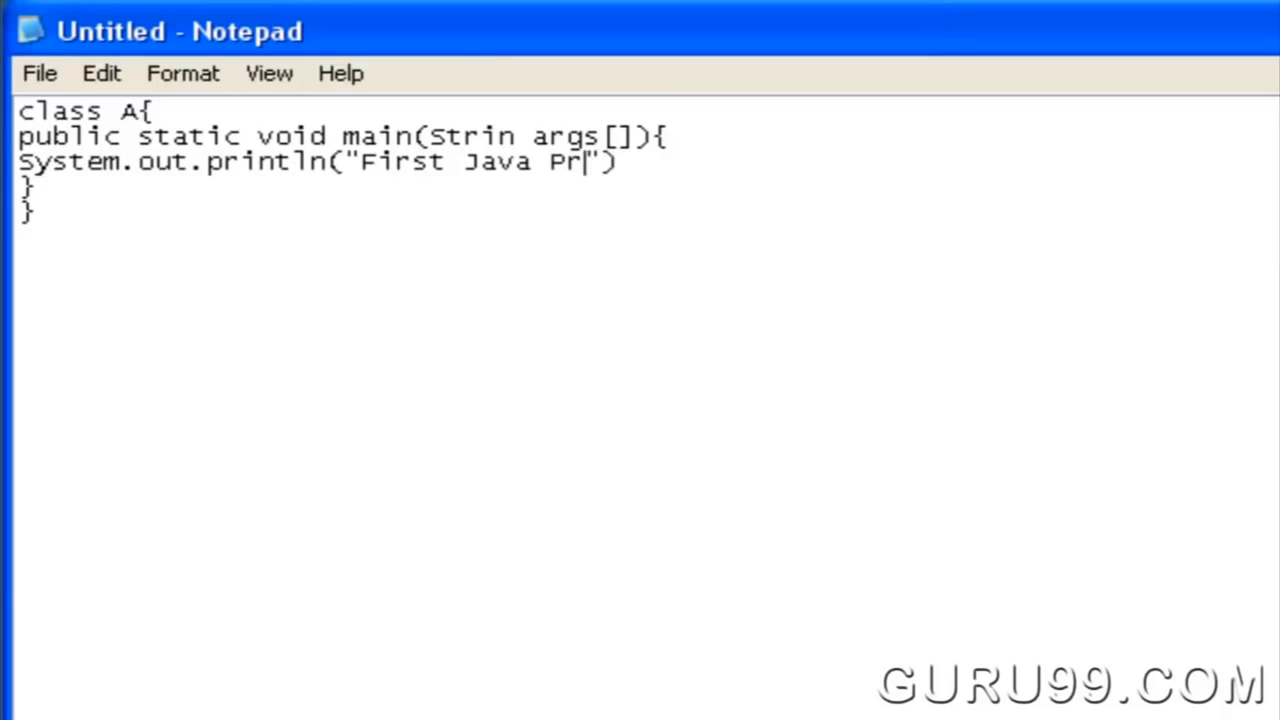 Untitled - Notepad
File Edit Format View Help
class A{
public static void main(Strin args[]){
System.out.println("First Java Pr")
}
}
GURU99.COM